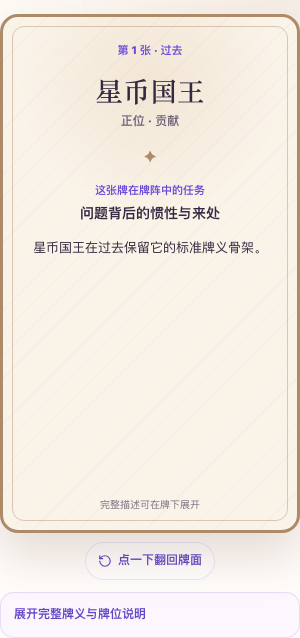 第 1 张 · 过去
星币国王
正位 · 贡献
这张牌在牌阵中的任务
问题背后的惯性与来处
星币国王在过去保留它的标准牌义骨架。
完整描述可在牌下展开
点一下翻回牌面
展开完整牌义与牌位说明